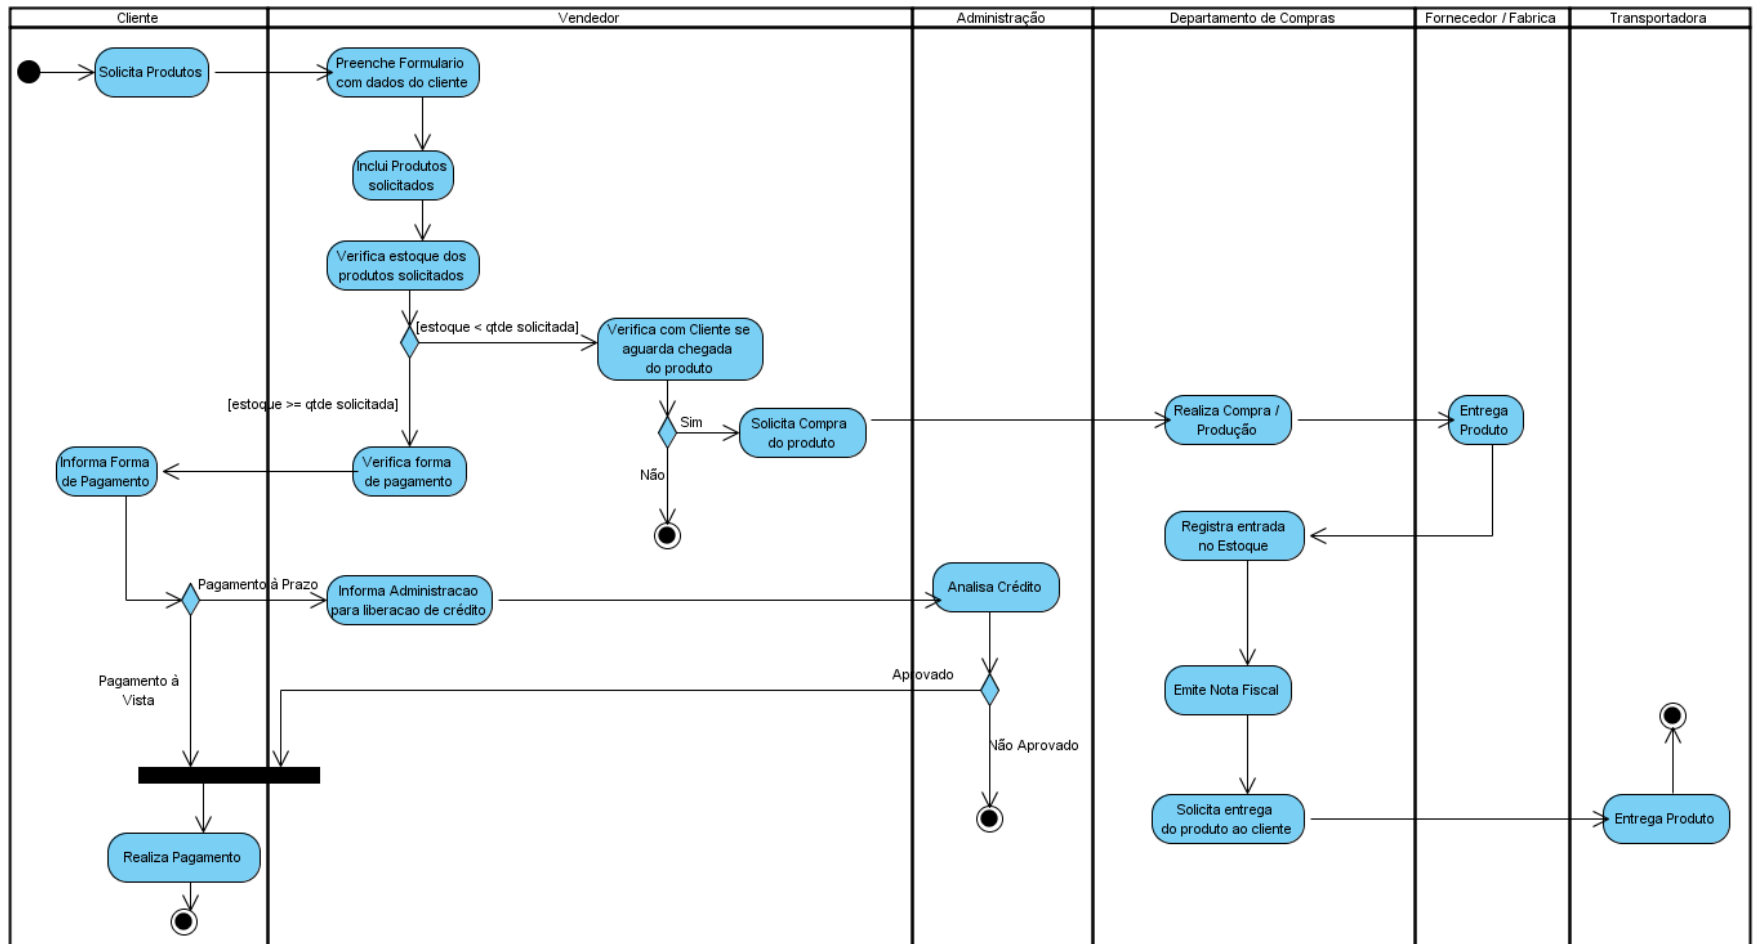 Cliente
Vendedor
Administração
Departamento de Compras
Fornecedor / Fabrica
Transportadora
Solicita Produtos
Preenche Formulario
com dados do cliente
Inclui Produtos
solicitados
Verifica estoque dos
produtos solicitados
[estoque < qtde solicitada]
Verifica com Cliente se
aguarda chegada
do produto
[estoque >= qtde solicitada]
Sim
Solicita Compra
do produto
Realiza Compra /
Produção
Entrega
Produto
Informa Forma
de Pagamento
Verifica forma
de pagamento
Não
Registra entrada
no Estoque
Pagamento à Prazo
Informa Administracao
para liberacao de crédito
Analisa Crédito
Pagamento à
Vista
Aprovado
Emite Nota Fiscal
Não Aprovado
Solicita entrega
do produto ao cliente
Entrega Produto
Realiza Pagamento